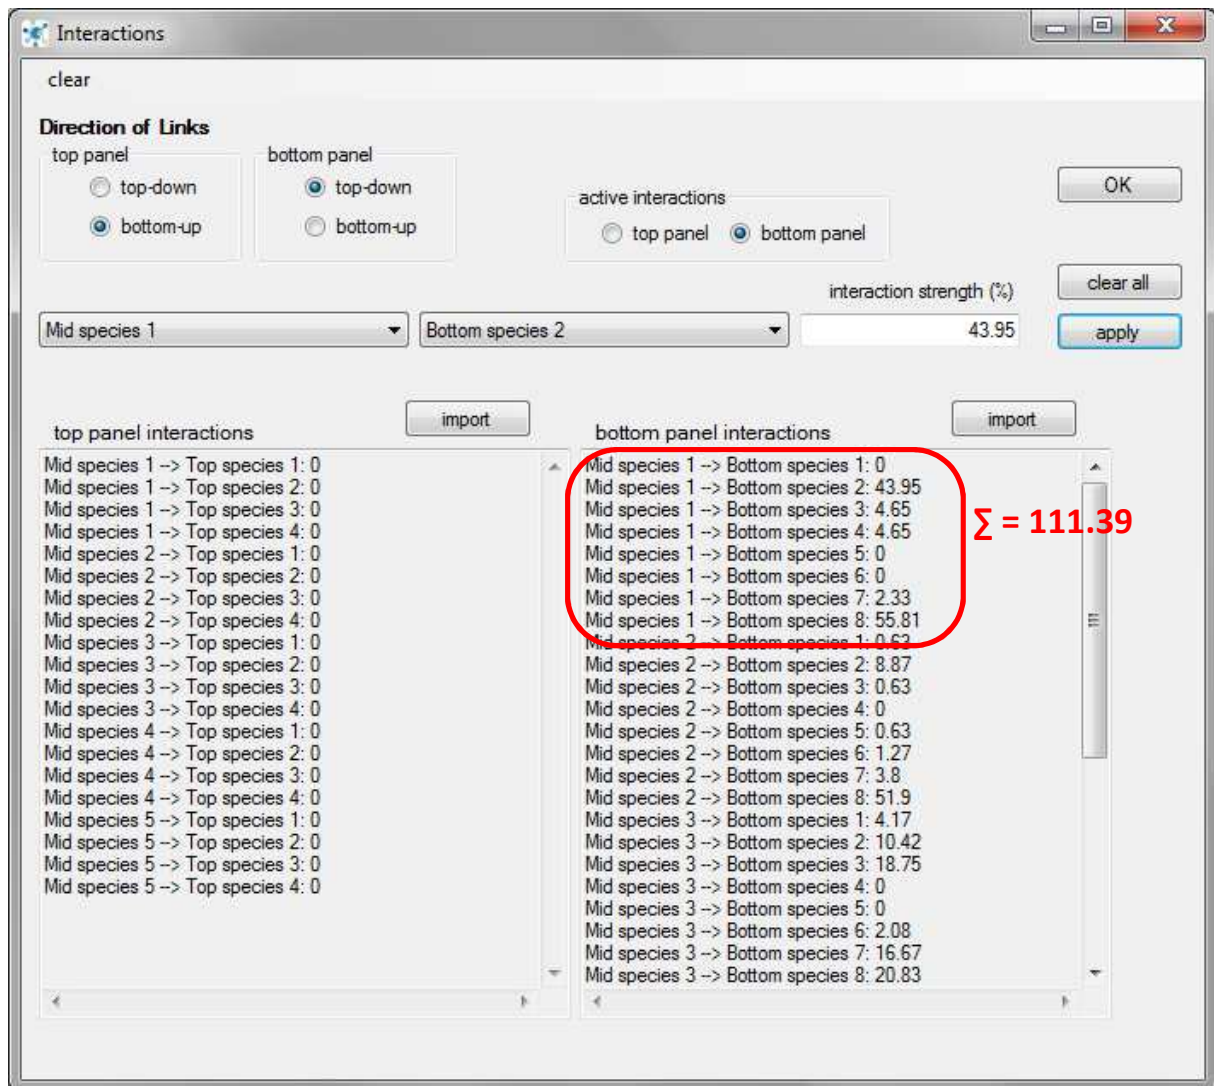 Interactions
clear
Direction of Links
top panel
bottom panel
top-down
top-down
active interactions
OK
bottom-up
bottom-up
top panel
bottom panel
interaction strength (%)
clear all
Mid species 1
Bottom species 2
43.95
apply
import
import
top panel interactions
Mid species 1 --> Top species 1: 0
Mid species 1 --> Top species 2: 0
Mid species 1 --> Top species 3: 0
Mid species 1 --> Top species 4: 0
Mid species 2 --> Top species 1: 0
Mid species 2 --> Top species 2: 0
Mid species 2 --> Top species 3: 0
Mid species 2 --> Top species 4: 0
Mid species 3 --> Top species 1: 0
Mid species 3 --> Top species 2: 0
Mid species 3 --> Top species 3: 0
Mid species 3 --> Top species 4: 0
Mid species 4 --> Top species 1: 0
Mid species 4 --> Top species 2: 0
Mid species 4 --> Top species 3: 0
Mid species 4 --> Top species 4: 0
Mid species 5 --> Top species 1: 0
Mid species 5 --> Top species 2: 0
Mid species 5 --> Top species 3: 0
Mid species 5 --> Top species 4: 0
bottom panel interactions
Mid species 1 --> Bottom species 1: 0
Mid species 1 --> Bottom species 2: 43.95
Mid species 1 --> Bottom species 3: 4.65
Mid species 1 --> Bottom species 4: 4.65
Mid species 1 --> Bottom species 5: 0
Mid species 1 --> Bottom species 6: 0
Mid species 1 --> Bottom species 7: 2.33
Mid species 1 --> Bottom species 8: 55.81
Mid species 2 --> Bottom species 1: 0.63
Mid species 2 --> Bottom species 2: 8.87
Mid species 2 --> Bottom species 3: 0.63
Mid species 2 --> Bottom species 4: 0
Mid species 2 --> Bottom species 5: 0.63
Mid species 2 --> Bottom species 6: 1.27
Mid species 2 --> Bottom species 7: 3.8
Mid species 2 --> Bottom species 8: 51.9
Mid species 3 --> Bottom species 1: 4.17
Mid species 3 --> Bottom species 2: 10.42
Mid species 3 --> Bottom species 3: 18.75
Mid species 3 --> Bottom species 4: 0
Mid species 3 --> Bottom species 5: 0
Mid species 3 --> Bottom species 6: 2.08
Mid species 3 --> Bottom species 7: 16.67
Mid species 3 --> Bottom species 8: 20.83
∑ = 111.39